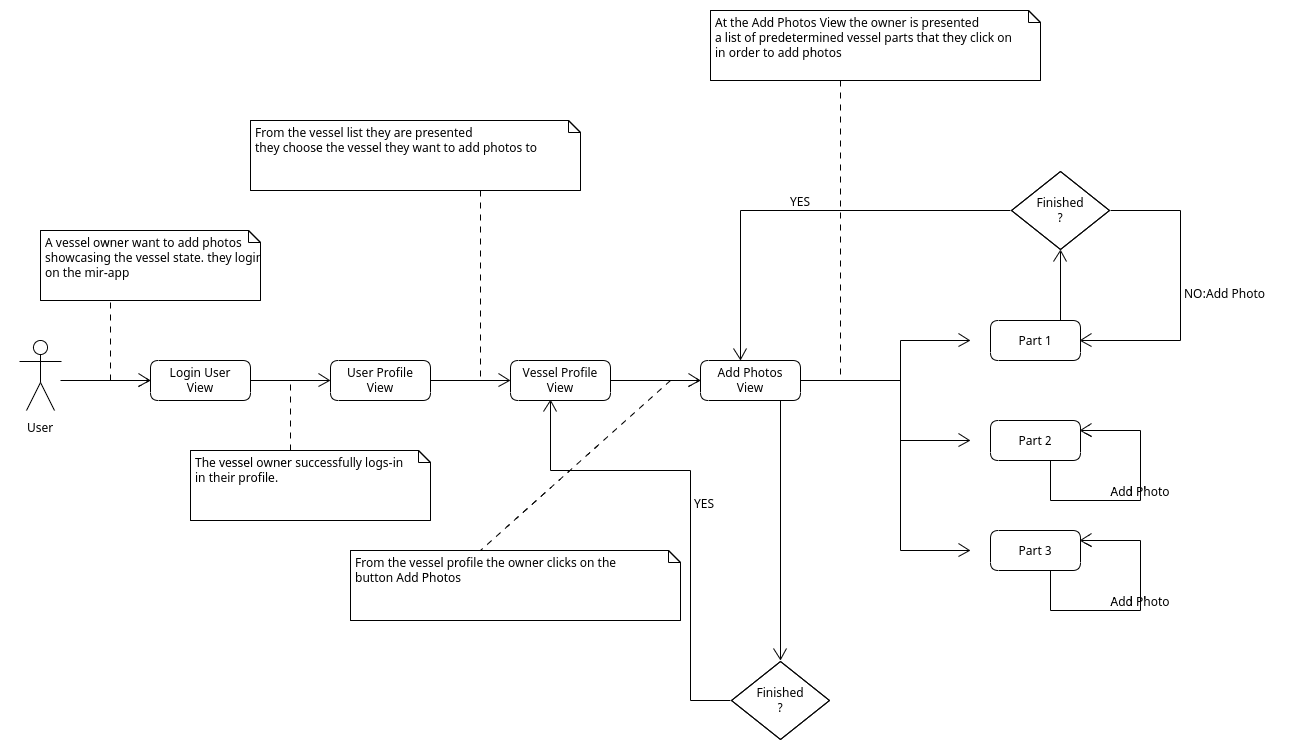 At the Add Photos View the owner is presented
a list of predetermined vessel parts that they click on
in order to add photos
From the vessel list they are presented
they choose the vessel they want to add photos to
YES
Finished
?
A vessel owner want to add photos
showcasing the vessel state. they login
on the mir-app
NO:Add Photo
Part 1
Login User
View
User Profile
View
Vessel Profile
View
Add Photos
View
User
Part 2
The vessel owner successfully logs-in
in their profile.
Add Photo
YES
Part 3
From the vessel profile the owner clicks on the
button Add Photos
Add Photo
Finished
?